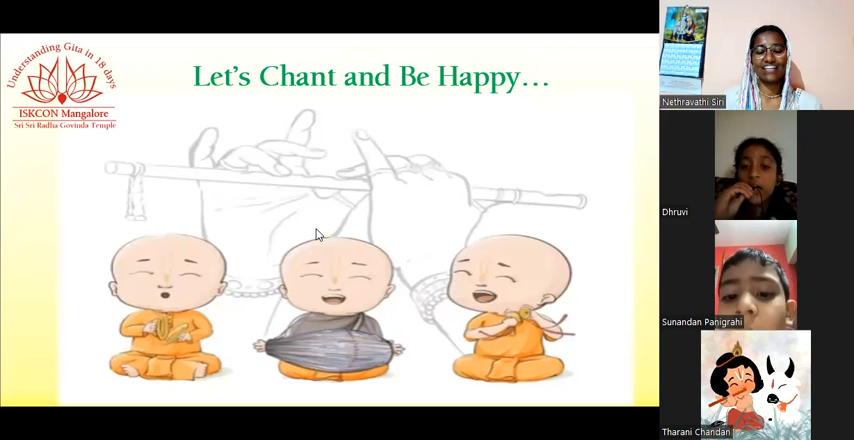 Understanding Gita in 18 days
ISKCON Mangalore
Sri Sri Radha Govinda Temple
Let's Chant and Be Happy...
Nethravathi Siri
Dhruvi
Sunandan Panigrahi
Tharani Chandan